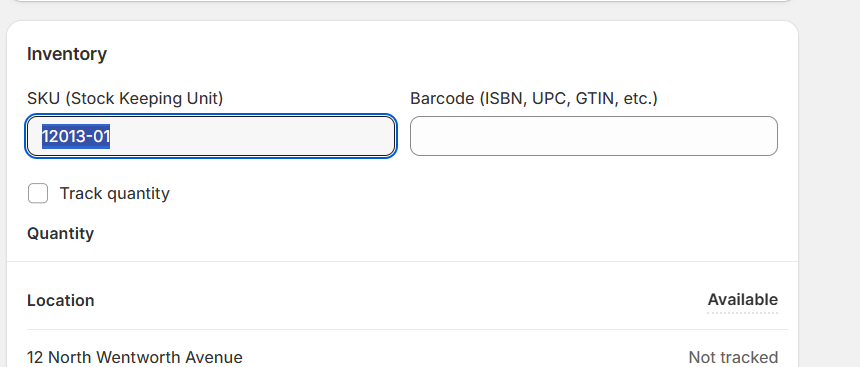 Inventory
SKU (Stock Keeping Unit) Barcode (ISBN, UPC, GTIN, etc.)
12013-01
Track quantity
Quantity
Location Available
12 North Wentworth Avenue Not tracked